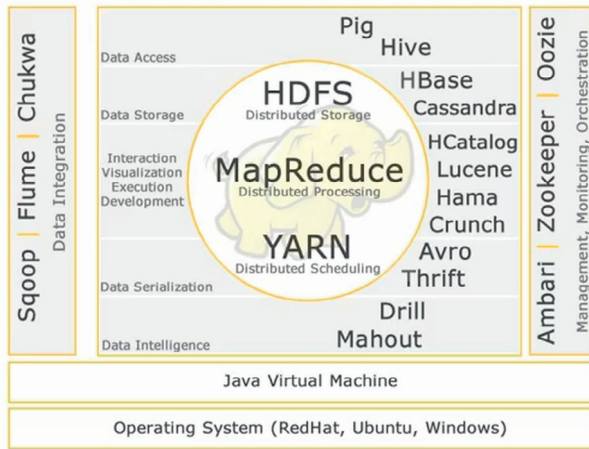 Sqoop | Flume | Chukwa
Data Integration
Pig
Hive
Data Access
HDFS
Distributed Storage
HBase
Cassandra
Data Storage
Interaction
Visualization
Execution
Development
MapReduce
Distributed Processing
HCatalog
Lucene
Hama
Crunch
YARN
Distributed Scheduling
Avro
Thrift
Data Serialization
Drill
Mahout
Data Intelligence
Ambari | Zookeeper | Oozie
Management, Monitoring, Orchestration
Java Virtual Machine
Operating System (RedHat, Ubuntu, Windows)